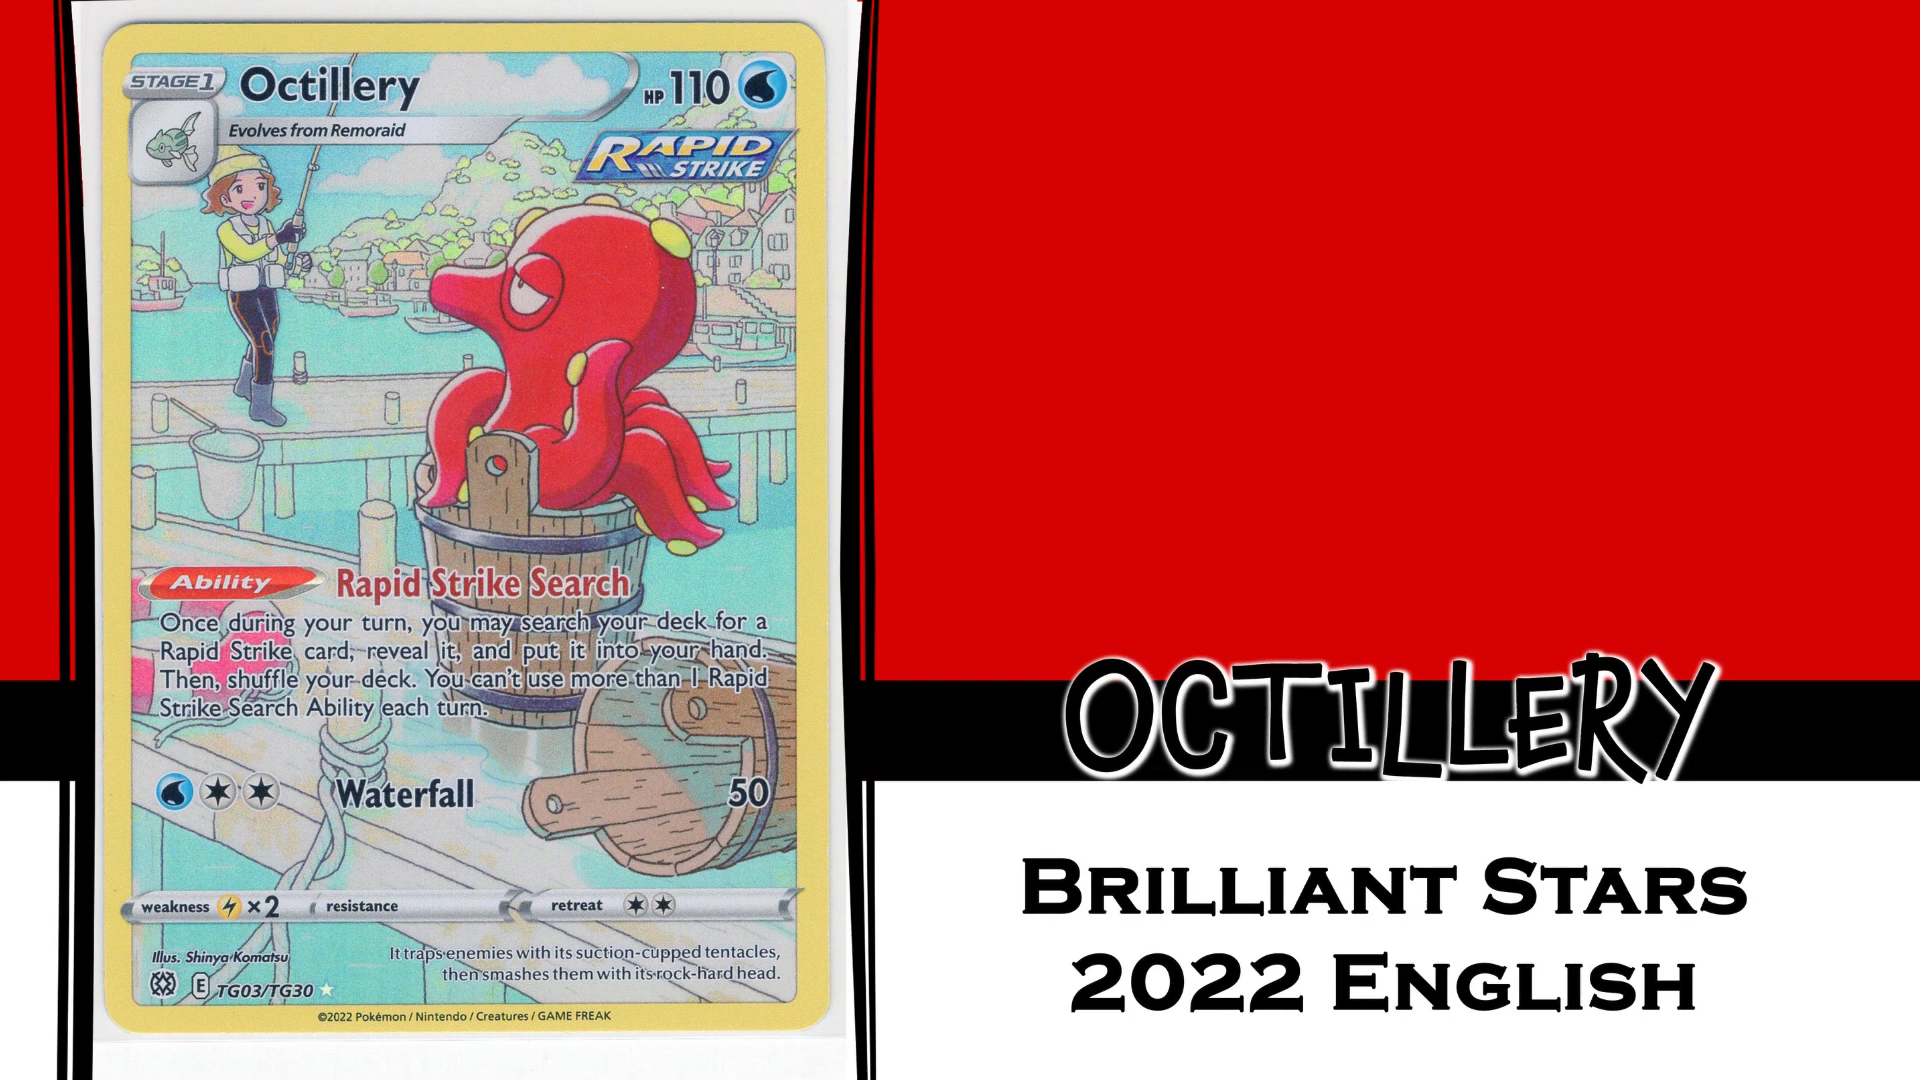 STAGE 1
Octillery
HP 110
Evolves from Remoraid
RAPID
STRIKE
Ability Rapid Strike Search
Once during your turn, you may search your deck for a
Rapid Strike card, reveal it, and put it into your hand.
Then, shuffle your deck. You can't use more than 1 Rapid
Strike Search Ability each turn.
Waterfall 50
weakness ×2 resistance retreat
Illus. Shinya Komatsu
It traps enemies with its suction-cupped tentacles,
then smashes them with its rock-hard head.
E TG03/TG30
©2022 Pokémon / Nintendo / Creatures / GAME FREAK
OCTILLERY
BRILLIANT STARS
2022 ENGLISH